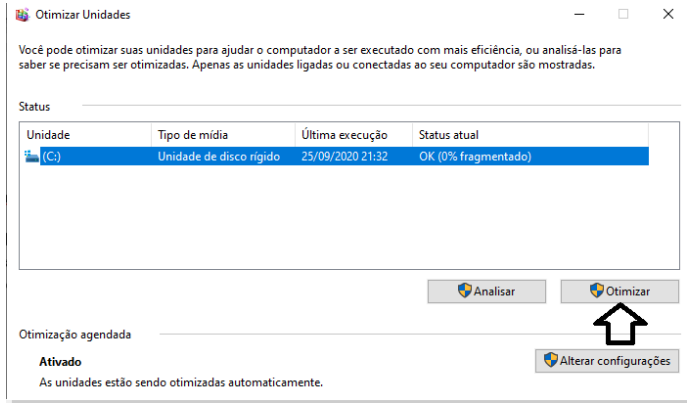 Otimizar Unidades
Você pode otimizar suas unidades para ajudar o computador a ser executado com mais eficiência, ou analisá-las para
saber se precisam ser otimizadas. Apenas as unidades ligadas ou conectadas ao seu computador são mostradas.
Status
Unidade Tipo de mídia Última execução Status atual
(C:) Unidade de disco rígido 25/09/2020 21:32 OK (0% fragmentado)
Analisar Otimizar
Otimização agendada
Ativado Alterar configurações
As unidades estão sendo otimizadas automaticamente.